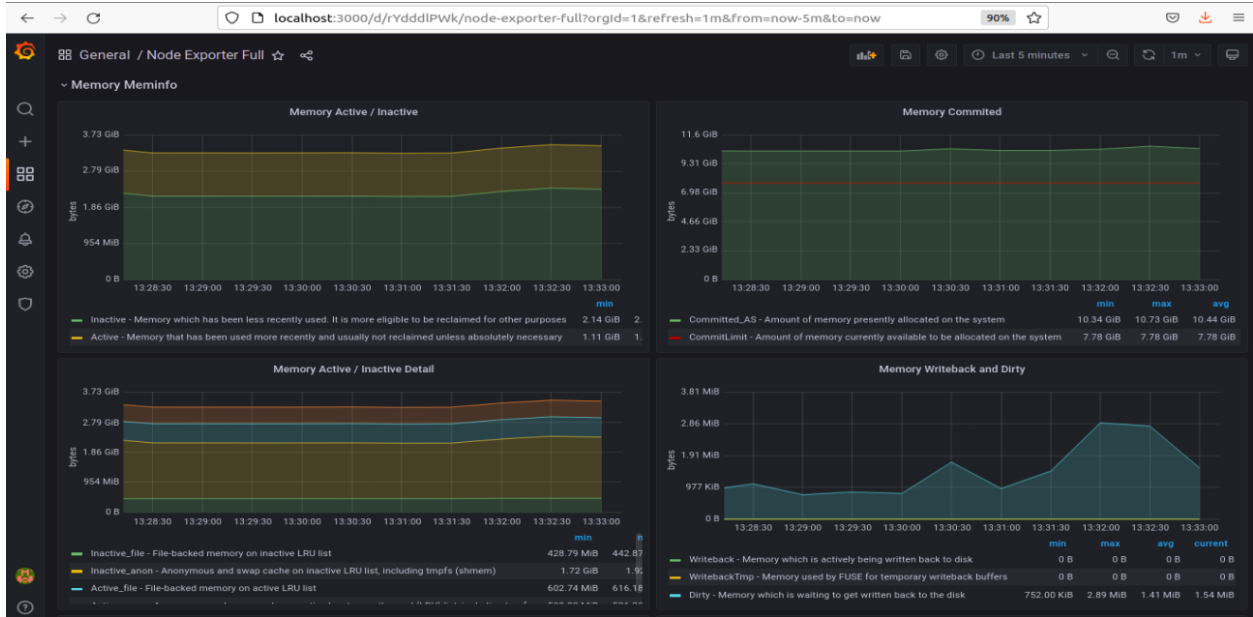 localhost:3000/d/rYdddlPWk/node-exporter-full?orgId=1&refresh=1m&from=now-5m&to=now 90%
General / Node Exporter Full Last 5 minutes 1m
Memory Meminfo
Memory Active / Inactive
3.73 GiB
2.79 GiB
1.86 GiB
954 MiB
0 B
bytes
13:28:30 13:29:00 13:29:30 13:30:00 13:30:30 13:31:00 13:31:30 13:32:00 13:32:30 13:33:00
min
Inactive - Memory which has been less recently used. It is more eligible to be reclaimed for other purposes 2.14 GiB 2.
Active - Memory that has been used more recently and usually not reclaimed unless absolutely necessary 1.11 GiB 1.
Memory Commited
11.6 GiB
9.31 GiB
6.98 GiB
4.66 GiB
2.33 GiB
0 B
bytes
13:28:30 13:29:00 13:29:30 13:30:00 13:30:30 13:31:00 13:31:30 13:32:00 13:32:30 13:33:00
min max avg
Committed_AS - Amount of memory presently allocated on the system 10.34 GiB 10.73 GiB 10.44 GiB
CommitLimit - Amount of memory currently available to be allocated on the system 7.78 GiB 7.78 GiB 7.78 GiB
Memory Active / Inactive Detail
3.73 GiB
2.79 GiB
1.86 GiB
954 MiB
0 B
bytes
13:28:30 13:29:00 13:29:30 13:30:00 13:30:30 13:31:00 13:31:30 13:32:00 13:32:30 13:33:00
min
Inactive_file - File-backed memory on inactive LRU list 428.79 MiB 442.87
Inactive_anon - Anonymous and swap cache on inactive LRU list, including tmpfs (shmem) 1.72 GiB 1.92
Active_file - File-backed memory on active LRU list 602.74 MiB 616.18
Memory Writeback and Dirty
3.81 MiB
2.86 MiB
1.91 MiB
977 KiB
0 B
bytes
13:28:30 13:29:00 13:29:30 13:30:00 13:30:30 13:31:00 13:31:30 13:32:00 13:32:30 13:33:00
min max avg current
Writeback - Memory which is actively being written back to disk 0 B 0 B 0 B 0 B
WritebackTmp - Memory used by FUSE for temporary writeback buffers 0 B 0 B 0 B 0 B
Dirty - Memory which is waiting to get written back to the disk 752.00 KiB 2.89 MiB 1.41 MiB 1.54 MiB